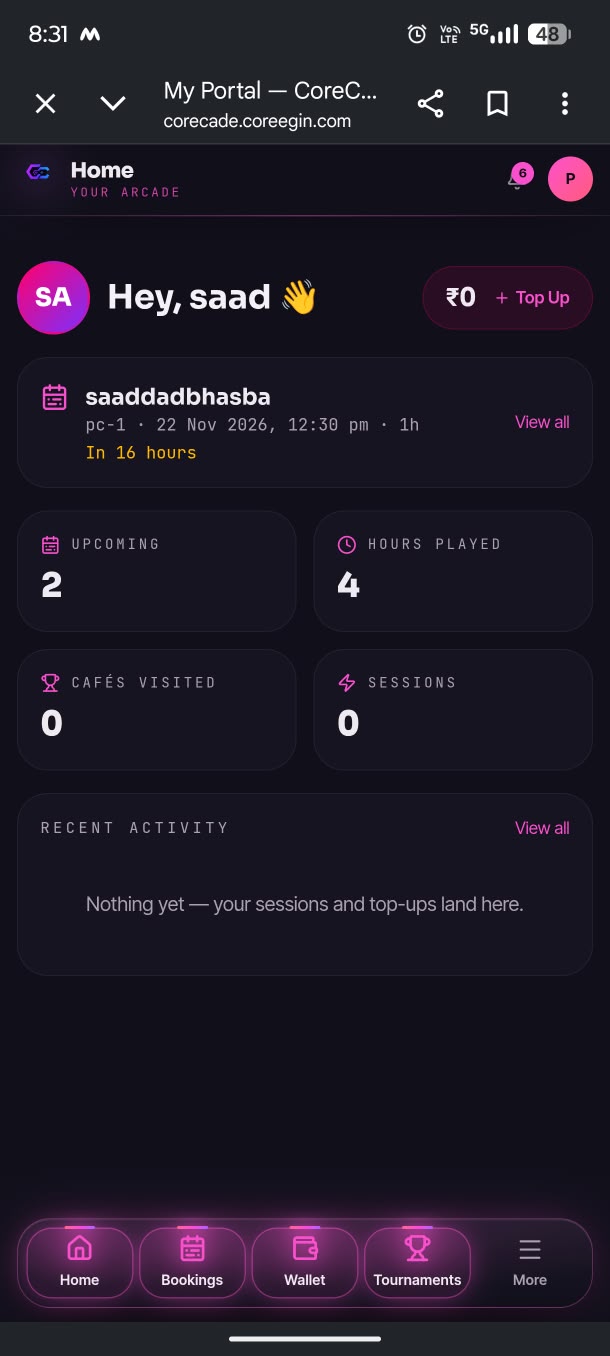 8:31
Vo
LTE
5G
48
My Portal — CoreC...
corecade.coreegin.com
Home
YOUR ARCADE
6
P
SA
Hey, saad 👋
₹0
+ Top Up
saaddadbhasba
pc-1 · 22 Nov 2026, 12:30 pm · 1h
View all
In 16 hours
UPCOMING
2
HOURS PLAYED
4
CAFÉS VISITED
0
SESSIONS
0
RECENT ACTIVITY
View all
Nothing yet — your sessions and top-ups land here.
Home
Bookings
Wallet
Tournaments
More